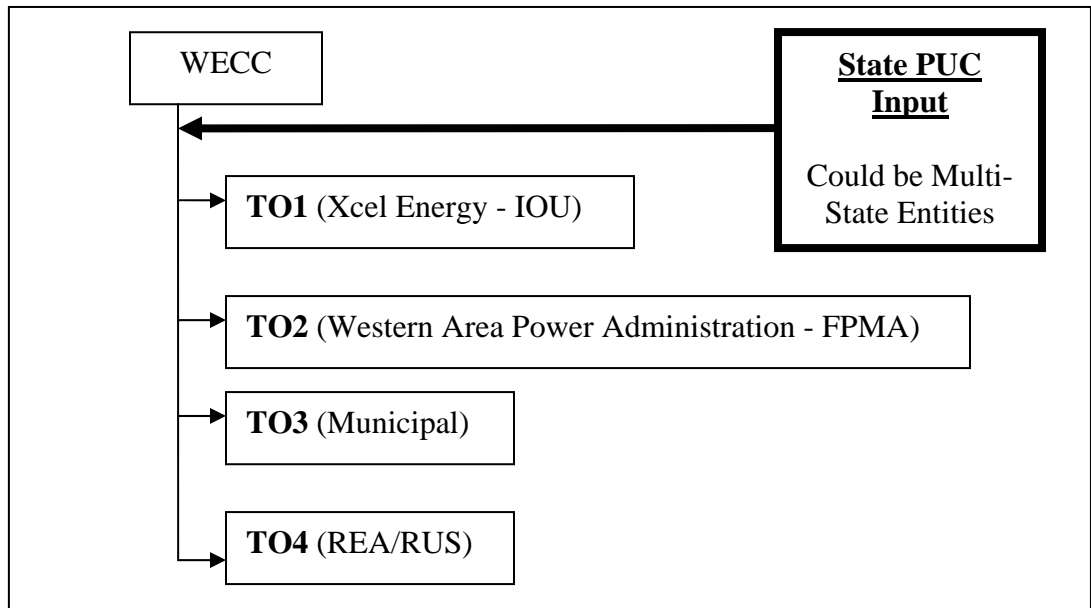 WECC
State PUC
Input
Could be Multi-
State Entities
TO1 (Xcel Energy - IOU)
TO2 (Western Area Power Administration - FPMA)
TO3 (Municipal)
TO4 (REA/RUS)